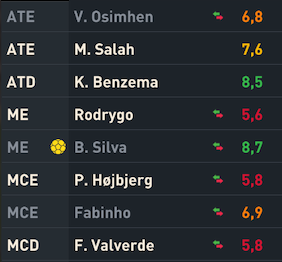 ATE V. Osimhen 6,8
ATE M. Salah 7,6
ATD K. Benzema 8,5
ME Rodrygo 5,6
ME B. Silva 8,7
MCE P. Højbjerg 5,8
MCE Fabinho 6,9
MCD F. Valverde 5,8